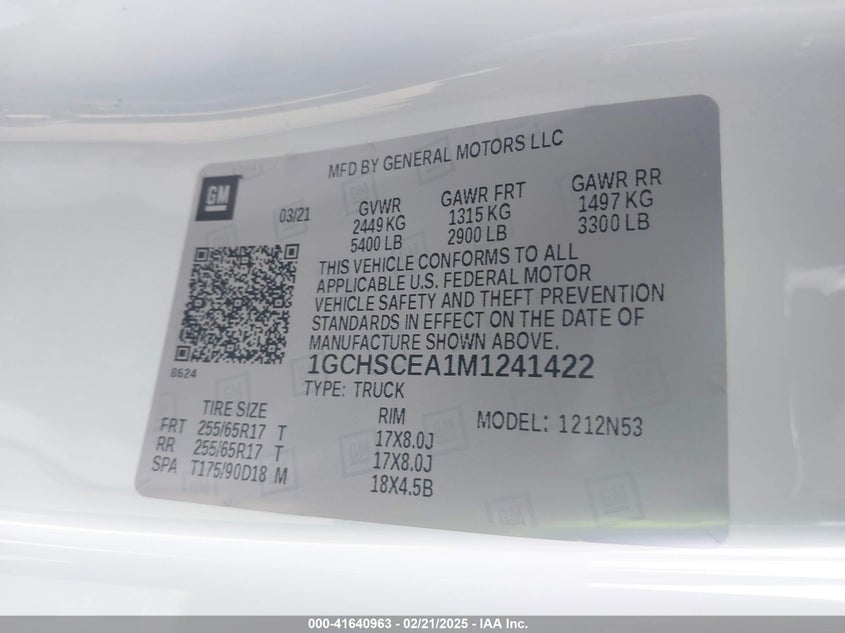 MFD BY GENERAL MOTORS LLC
GM
03/21
GVWR
2449 KG
5400 LB
GAWR FRT
1315 KG
2900 LB
GAWR RR
1497 KG
3300 LB
THIS VEHICLE CONFORMS TO ALL
APPLICABLE U.S. FEDERAL MOTOR
VEHICLE SAFETY AND THEFT PREVENTION
STANDARDS IN EFFECT ON THE DATE OF
MANUFACTURE SHOWN ABOVE.
8624
1GCHSCEA1M1241422
TYPE: TRUCK
TIRE SIZE
RIM
MODEL: 1212N53
FRT 255/65R17 T 17X8.0J
RR 255/65R17 T 17X8.0J
SPA T175/90D18 M 18X4.5B
000-41640963 - 02/21/2025 - IAA Inc.